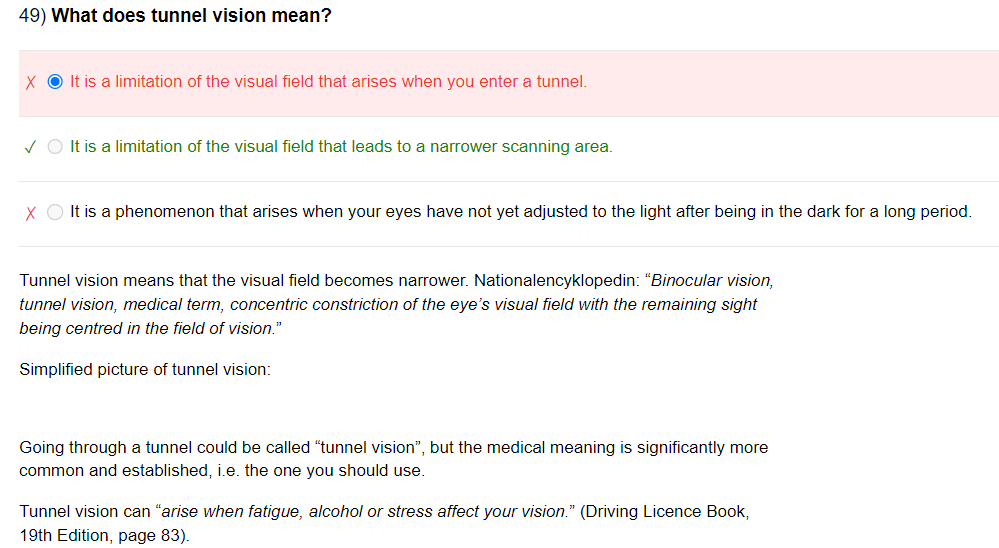 49) What does tunnel vision mean?
It is a limitation of the visual field that arises when you enter a tunnel.
It is a limitation of the visual field that leads to a narrower scanning area.
It is a phenomenon that arises when your eyes have not yet adjusted to the light after being in the dark for a long period.
Tunnel vision means that the visual field becomes narrower. Nationalencyklopedin: “Binocular vision,
tunnel vision, medical term, concentric constriction of the eye’s visual field with the remaining sight
being centred in the field of vision.”
Simplified picture of tunnel vision:
Going through a tunnel could be called “tunnel vision”, but the medical meaning is significantly more
common and established, i.e. the one you should use.
Tunnel vision can “arise when fatigue, alcohol or stress affect your vision.” (Driving Licence Book,
19th Edition, page 83).